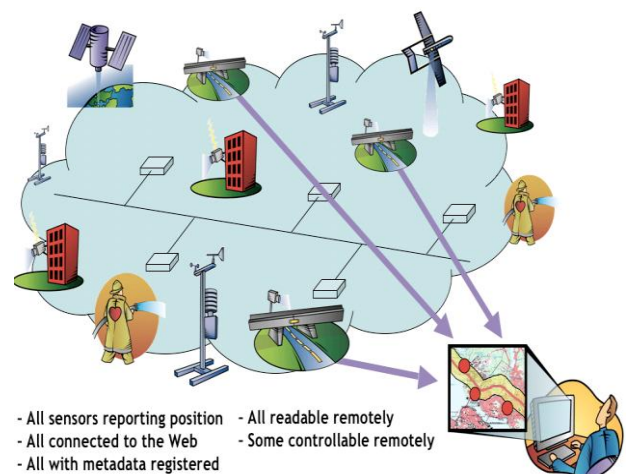 - All sensors reporting position
- All connected to the Web
- All with metadata registered
- All readable remotely
- Some controllable remotely